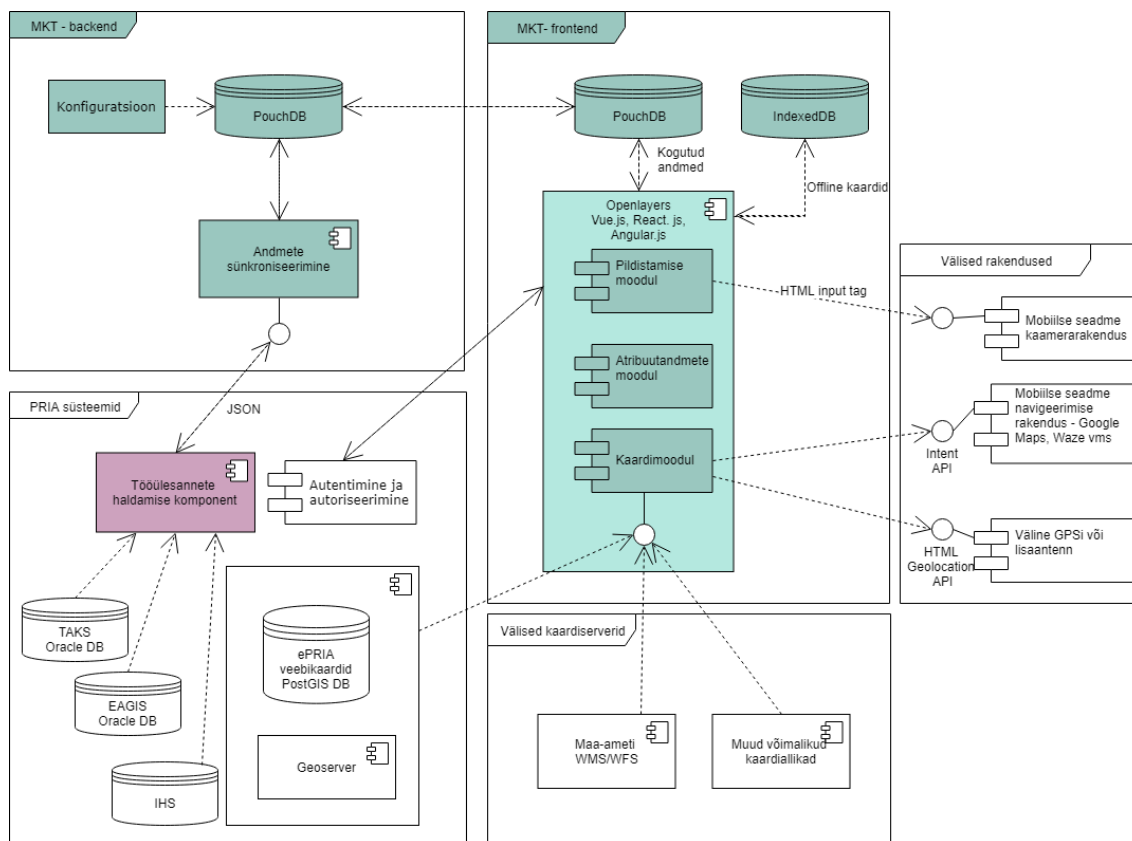 MKT - backend
Konfiguratsioon
PouchDB
Andmete
sünkroniseerimine
MKT- frontend
PouchDB
IndexedDB
Kogutud
andmed
Offline kaardid
Openlayers
Vue.js, React. js,
Angular.js
Pildistamise
moodul
HTML input tag
Atribuutandmete
moodul
Kaardimoodul
Välised rakendused
Mobiilse seadme
kaamerarakendus
Mobiilse seadme
navigeerimise
rakendus - Google
Maps, Waze vms
Intent
API
Väline GPSi või
lisaantenn
HTML
Geolocation
API
PRIA süsteemid
JSON
Tööülesannete
haldamise komponent
Autentimine ja
autoriseerimine
TAKS
Oracle DB
EAGIS
Oracle DB
IHS
ePRIA
veebikaardid
PostGIS DB
Geoserver
Välised kaardiserverid
Maa-ameti
WMS/WFS
Muud võimalikud
kaardiallikad